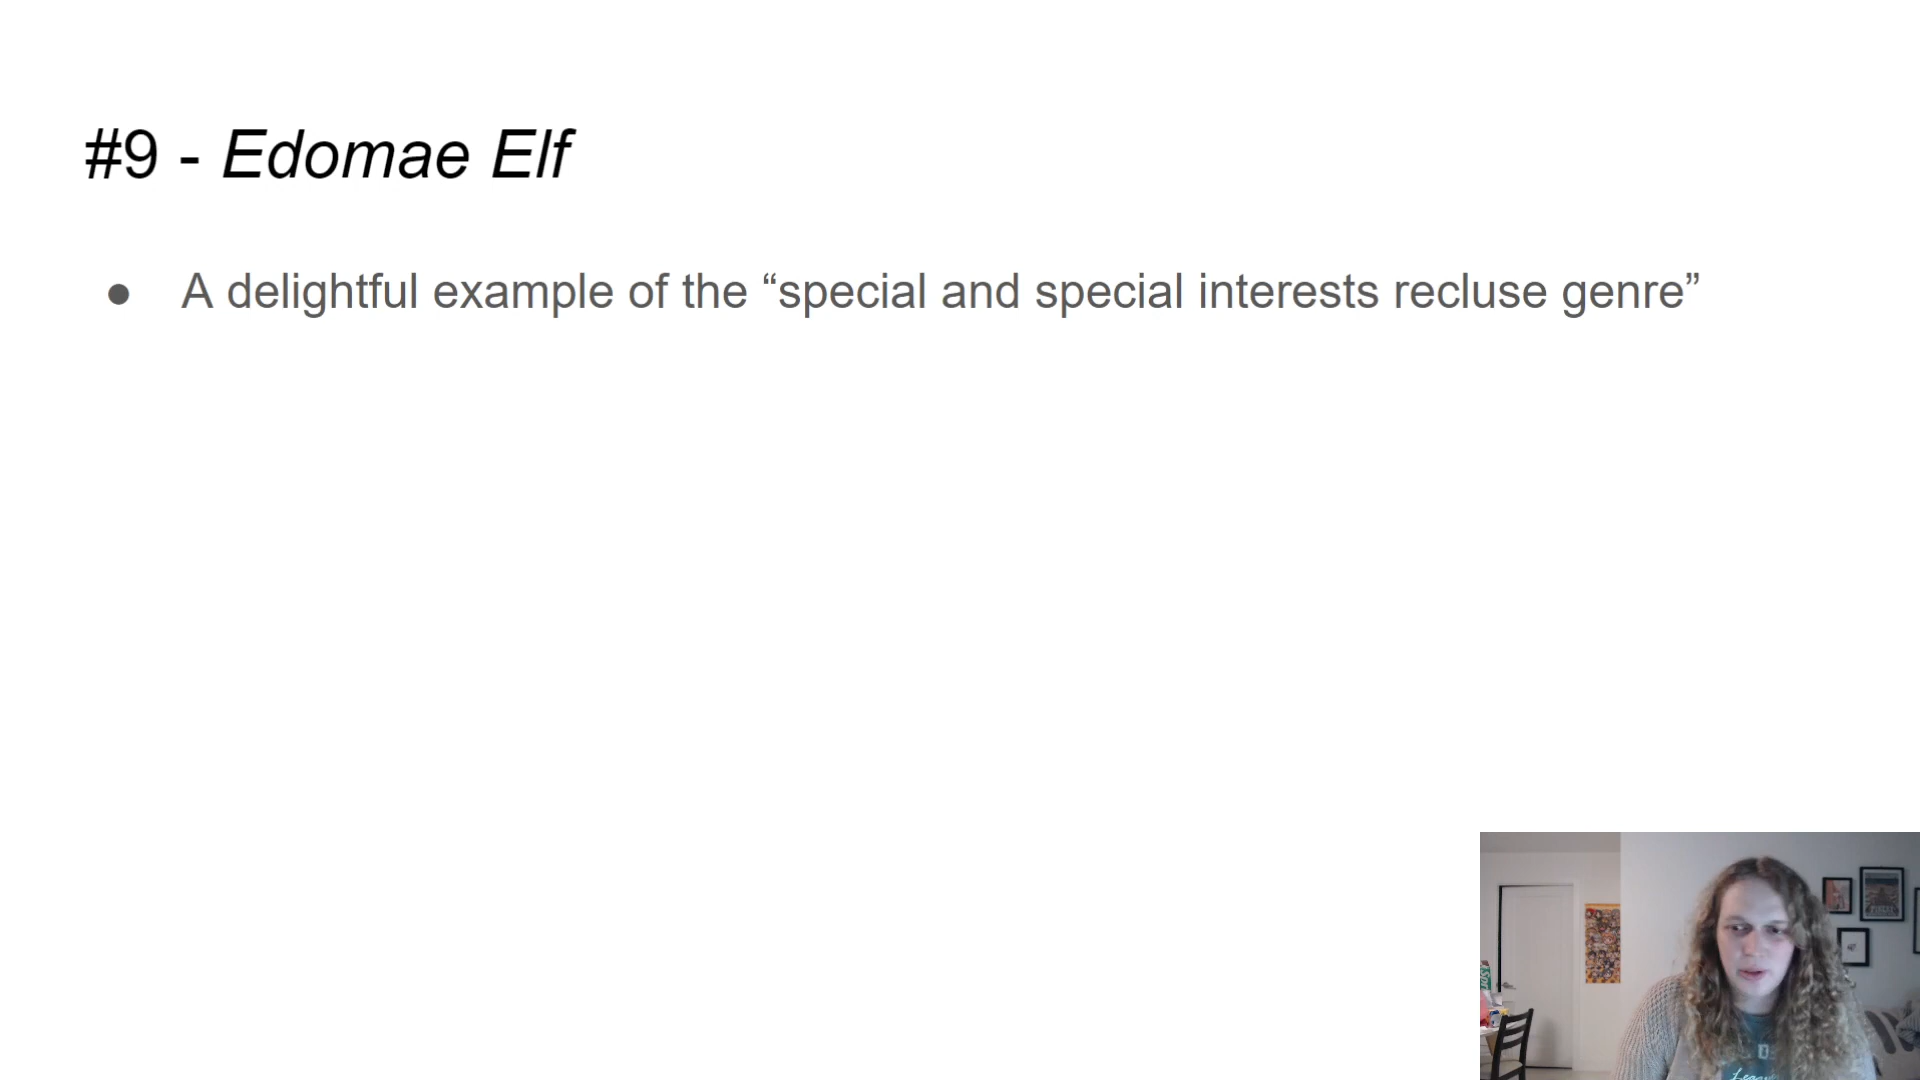 #9 - Edomae Elf
● A delightful example of the “special and special interests recluse genre”